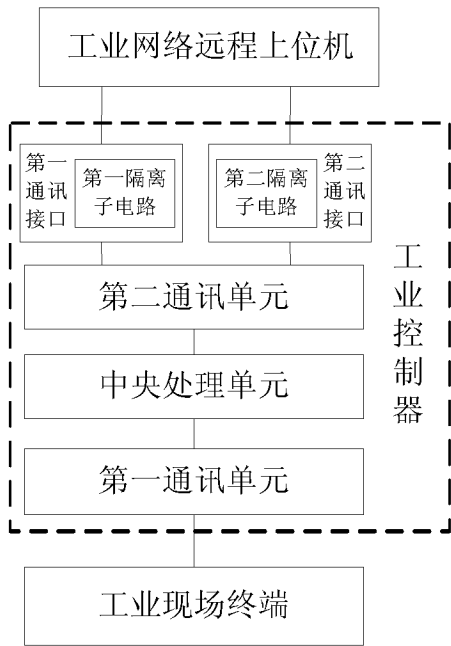 工业网络远程上位机
第一
通讯
接口
第一隔离
子电路
第二隔离
子电路
第二
通讯
接口
第二通讯单元
中央处理单元
第一通讯单元
工业控制器
工业现场终端